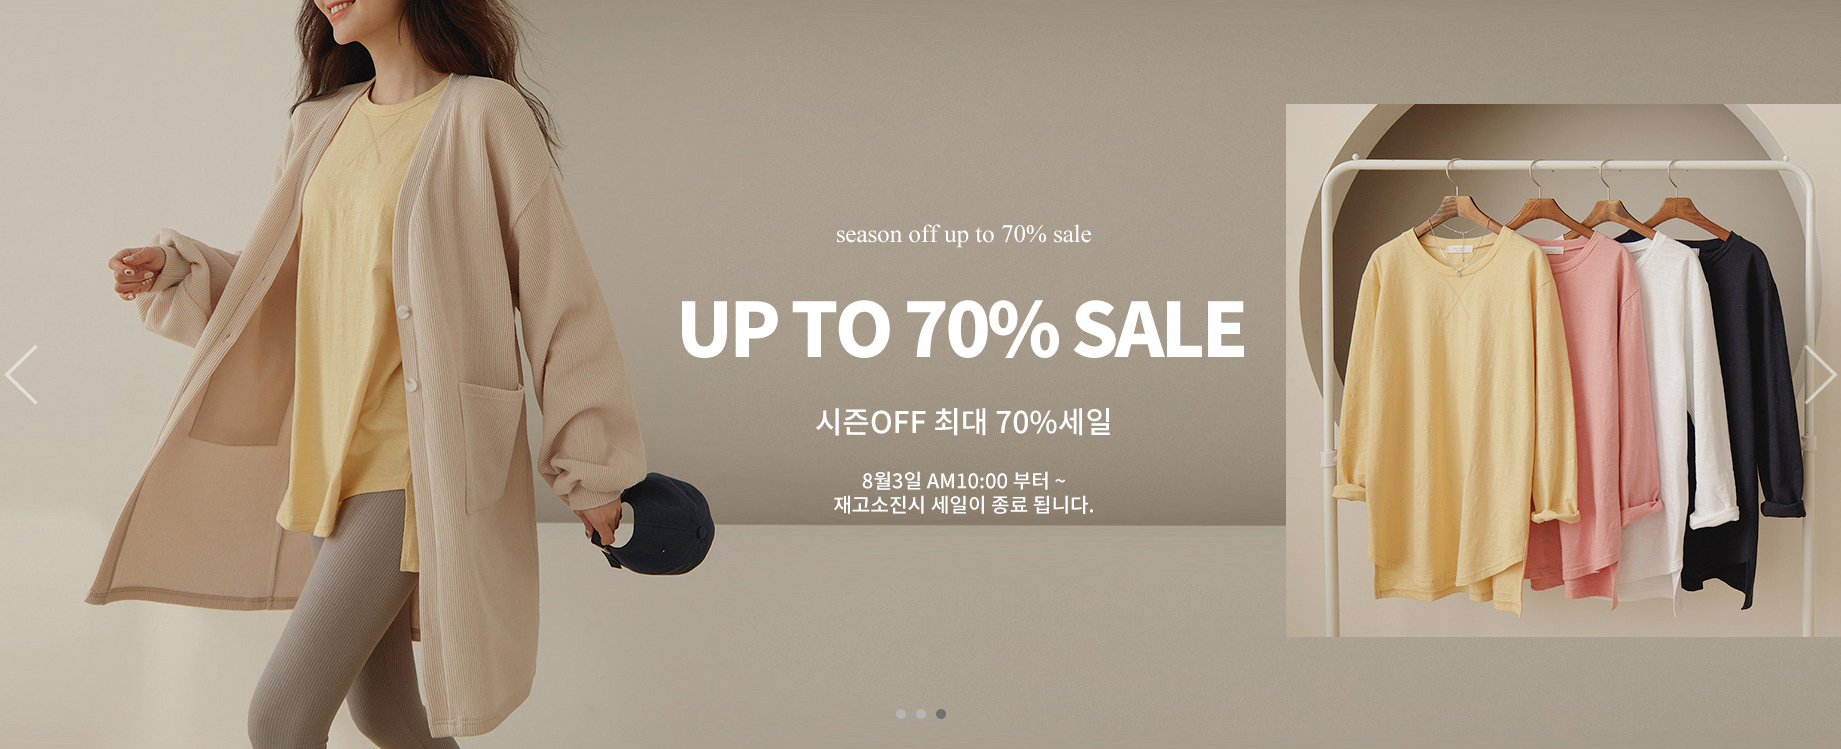 season off up to 70% sale
UP TO 70% SALE
시즌OFF 최대 70%세일
8월3일 AM10:00 부터 ~
재고소진시 세일이 종료 됩니다.